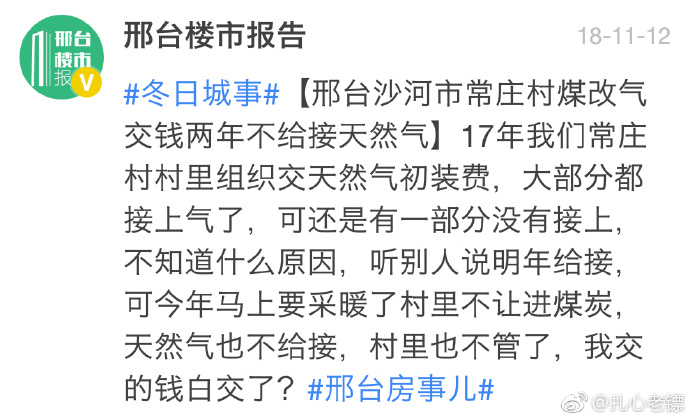 邢台楼市报告
18-11-12
邢台
楼市
报
V
#冬日城事#【邢台沙河市常庄村煤改气
交钱两年不给接天然气】17年我们常庄
村村里组织交天然气初装费，大部分都
接上气了，可还是有一部分没有接上，
不知道什么原因，听别人说明年给接，
可今年马上要采暖了村里不让进煤炭，
天然气也不给接，村里也不管了，我交
的钱白交了？#邢台房事儿#
@扎心老镖